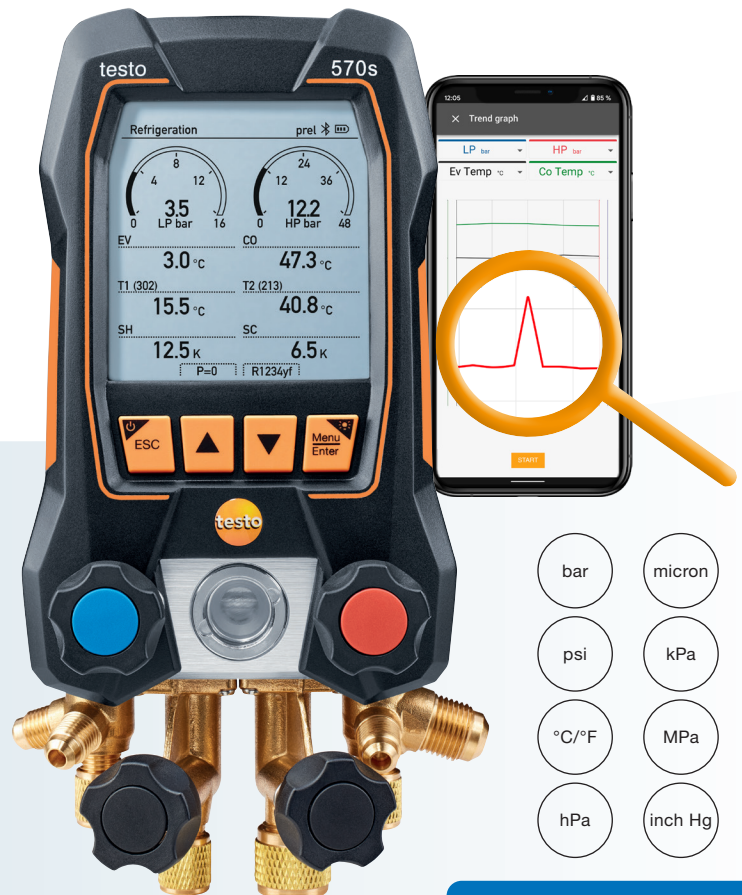 testo 570s
Refrigeration prel
8 24
4 12 12 36
3.5 12.2
0 LP bar 16 0 HP bar 48
EV CO
3.0 °C 47.3 °C
T1 (302) T2 (213)
15.5 °C 40.8 °C
SH SC
12.5 K 6.5 K
P=0 R1234yf
ESC
Menu
Enter
testo
12:05 85 %
× Trend graph
LP bar HP bar
Ev Temp °C Co Temp °C
START
bar micron
psi kPa
°C/°F MPa
hPa inch Hg